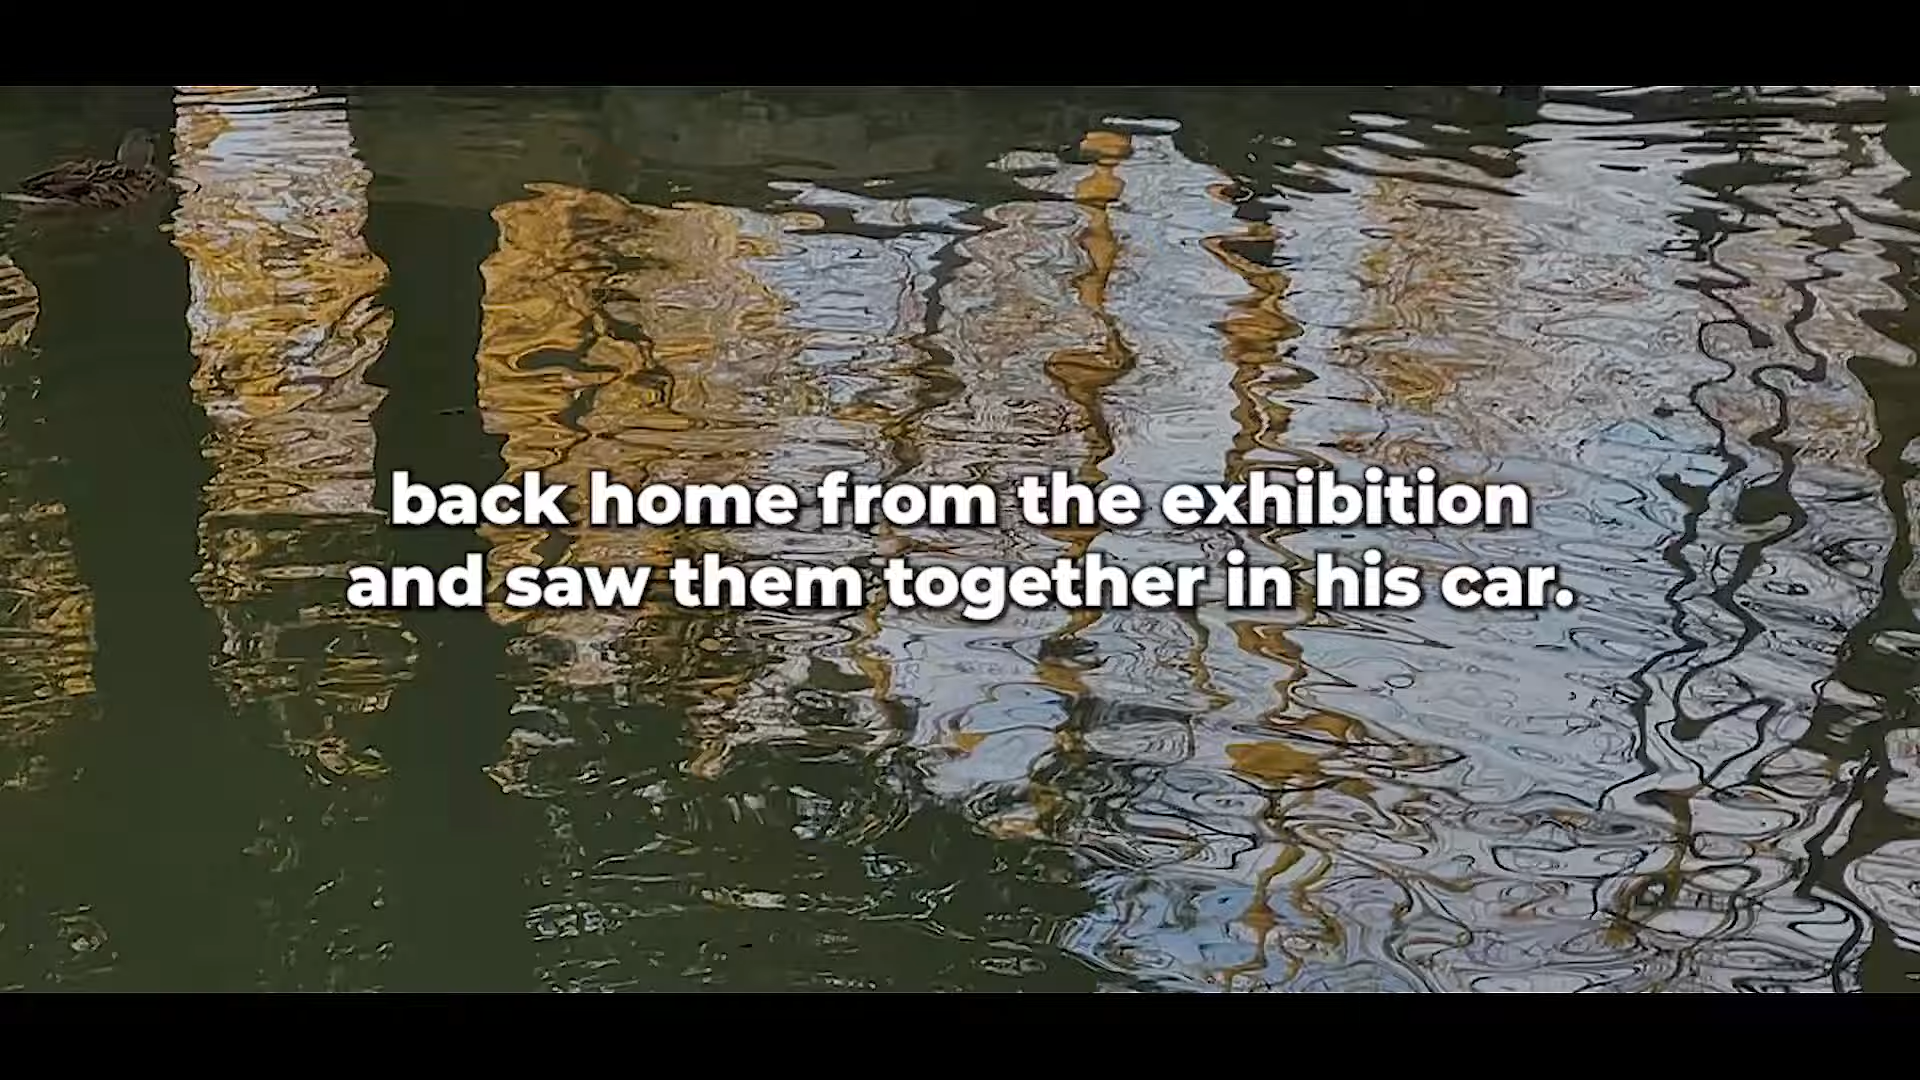 back home from the exhibition
and saw them together in his car.